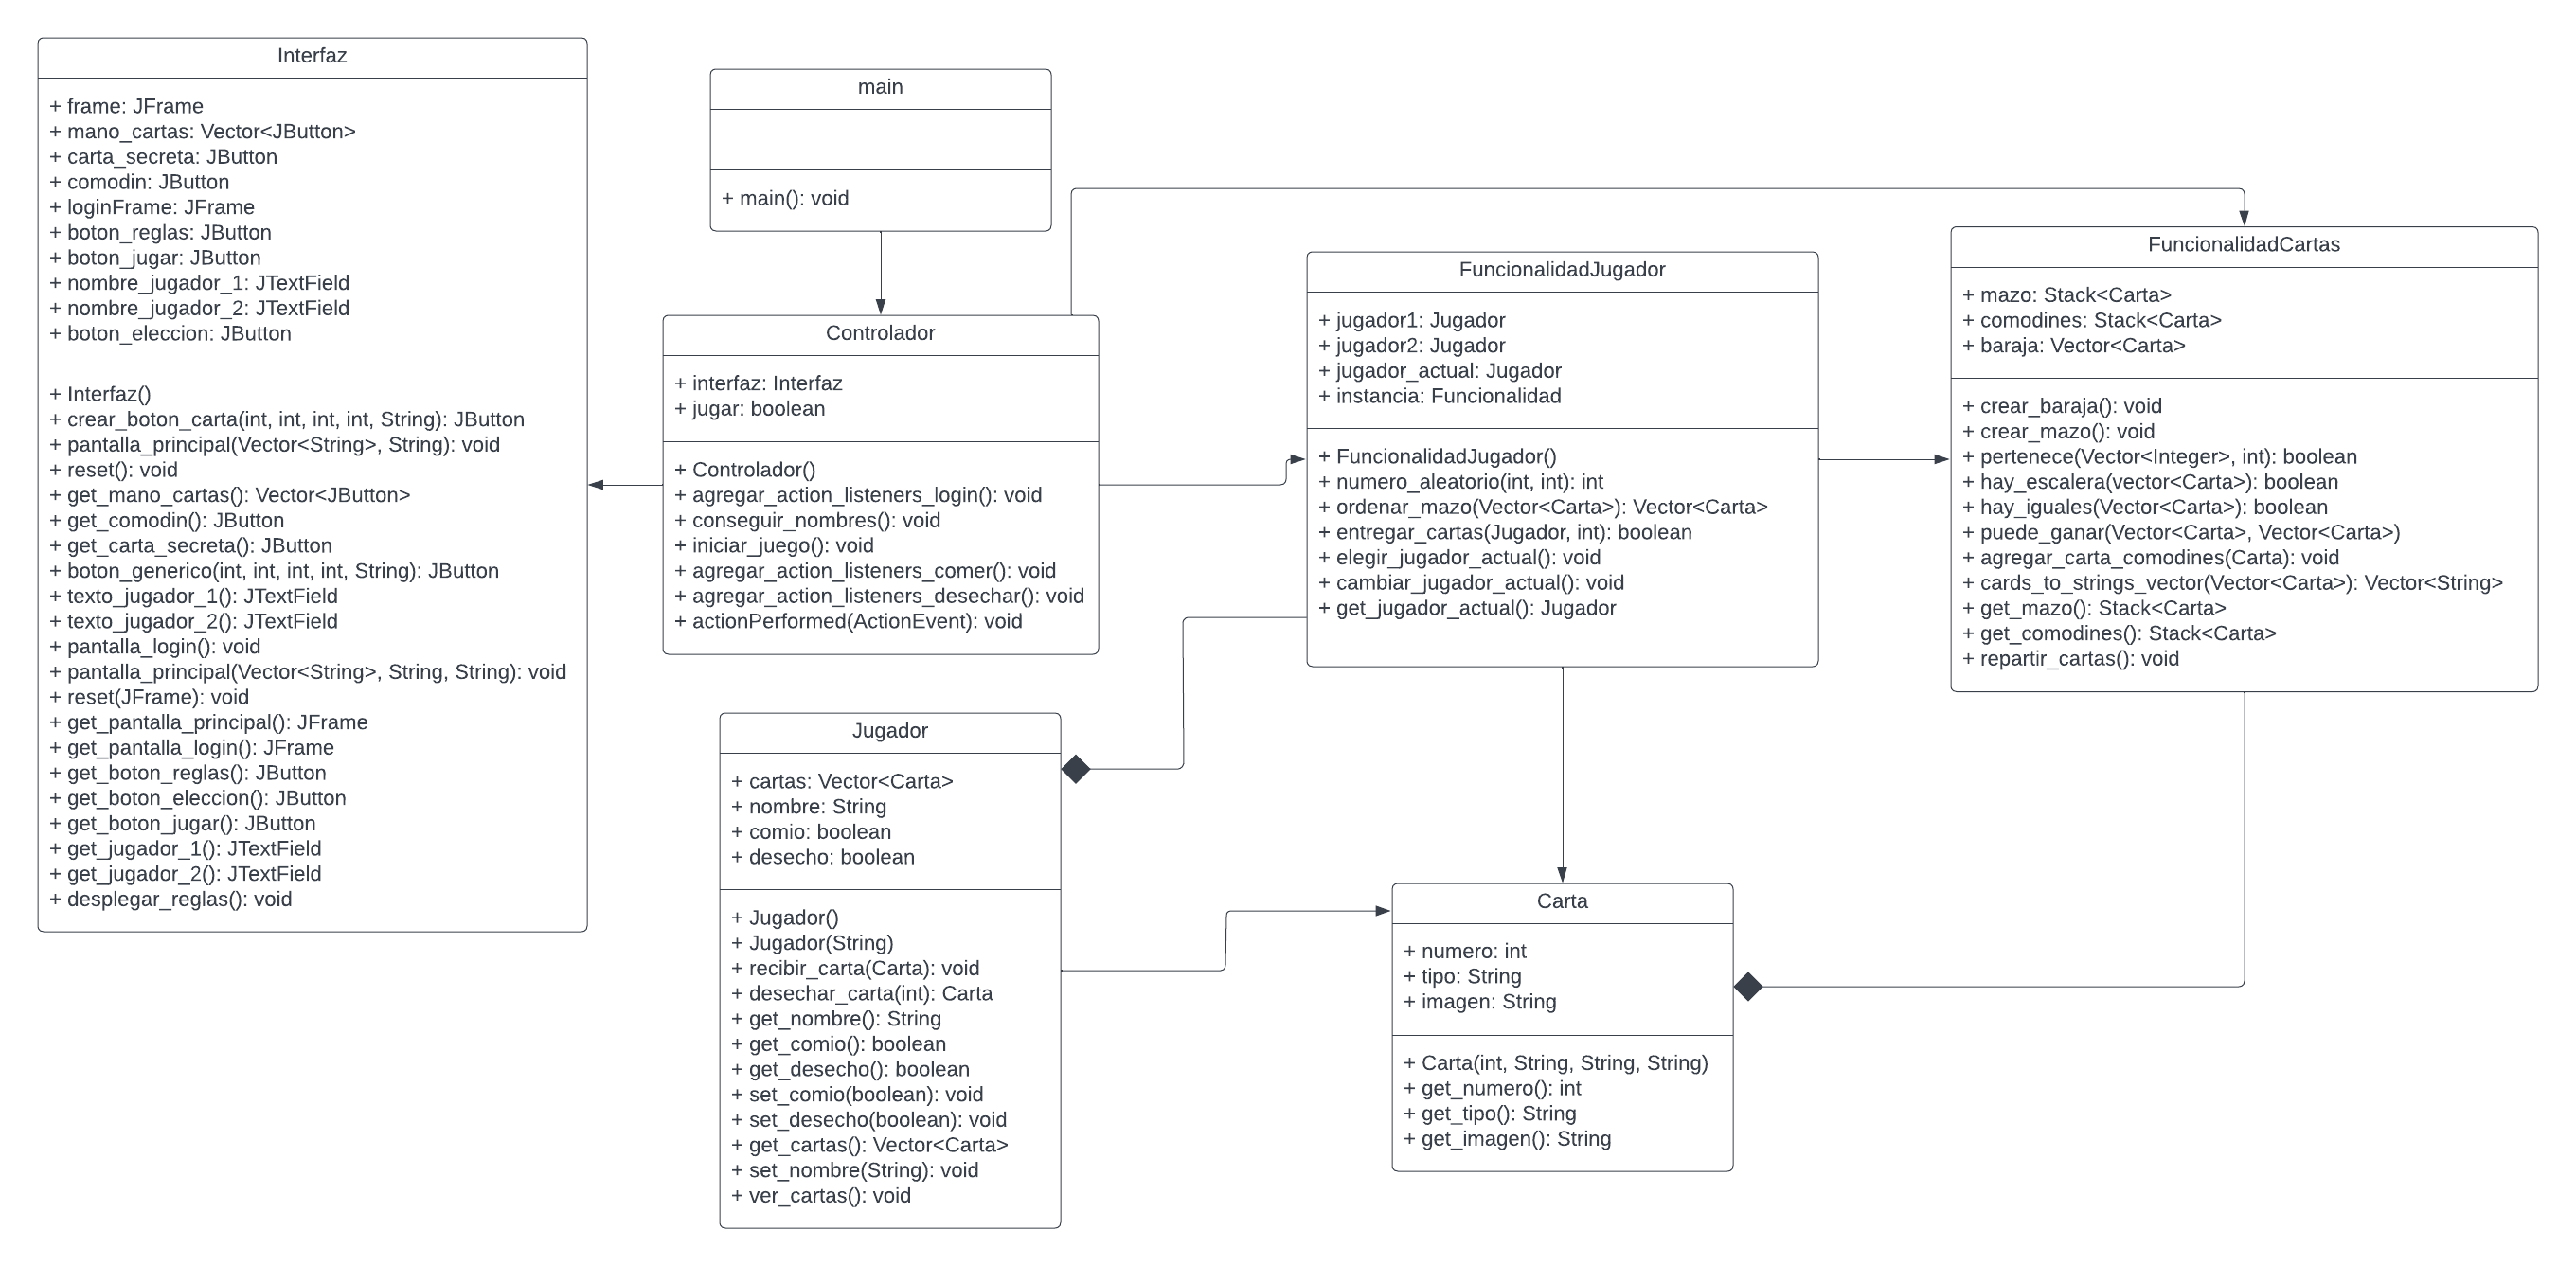 Interfaz
+ frame: JFrame
+ mano_cartas: Vector<JButton>
+ carta_secreta: JButton
+ comodin: JButton
+ loginFrame: JFrame
+ boton_reglas: JButton
+ boton_jugar: JButton
+ nombre_jugador_1: JTextField
+ nombre_jugador_2: JTextField
+ boton_eleccion: JButton
+ Interfaz()
+ crear_boton_carta(int, int, int, int, String): JButton
+ pantalla_principal(Vector<String>, String): void
+ reset(): void
+ get_mano_cartas(): Vector<JButton>
+ get_comodin(): JButton
+ get_carta_secreta(): JButton
+ boton_generico(int, int, int, int, String): JButton
+ texto_jugador_1(): JTextField
+ texto_jugador_2(): JTextField
+ pantalla_login(): void
+ pantalla_principal(Vector<String>, String, String): void
+ reset(JFrame): void
+ get_pantalla_principal(): JFrame
+ get_pantalla_login(): JFrame
+ get_boton_reglas(): JButton
+ get_boton_eleccion(): JButton
+ get_boton_jugar(): JButton
+ get_jugador_1(): JTextField
+ get_jugador_2(): JTextField
+ desplegar_reglas(): void
main
+ main(): void
Controlador
+ interfaz: Interfaz
+ jugar: boolean
+ Controlador()
+ agregar_action_listeners_login(): void
+ conseguir_nombres(): void
+ iniciar_juego(): void
+ agregar_action_listeners_comer(): void
+ agregar_action_listeners_desechar(): void
+ actionPerformed(ActionEvent): void
FuncionalidadJugador
+ jugador1: Jugador
+ jugador2: Jugador
+ jugador_actual: Jugador
+ instancia: Funcionalidad
+ FuncionalidadJugador()
+ numero_aleatorio(int, int): int
+ ordenar_mazo(Vector<Carta>): Vector<Carta>
+ entregar_cartas(Jugador, int): boolean
+ elegir_jugador_actual(): void
+ cambiar_jugador_actual(): void
+ get_jugador_actual(): Jugador
FuncionalidadCartas
+ mazo: Stack<Carta>
+ comodines: Stack<Carta>
+ baraja: Vector<Carta>
+ crear_baraja(): void
+ crear_mazo(): void
+ pertenece(Vector<Integer>, int): boolean
+ hay_escalera(vector<Carta>): boolean
+ hay_iguales(Vector<Carta>): boolean
+ puede_ganar(Vector<Carta>, Vector<Carta>)
+ agregar_carta_comodines(Carta): void
+ cards_to_strings_vector(Vector<Carta>): Vector<String>
+ get_mazo(): Stack<Carta>
+ get_comodines(): Stack<Carta>
+ repartir_cartas(): void
Jugador
+ cartas: Vector<Carta>
+ nombre: String
+ comio: boolean
+ desecho: boolean
+ Jugador()
+ Jugador(String)
+ recibir_carta(Carta): void
+ desechar_carta(int): Carta
+ get_nombre(): String
+ get_comio(): boolean
+ get_desecho(): boolean
+ set_comio(boolean): void
+ set_desecho(boolean): void
+ get_cartas(): Vector<Carta>
+ set_nombre(String): void
+ ver_cartas(): void
Carta
+ numero: int
+ tipo: String
+ imagen: String
+ Carta(int, String, String, String)
+ get_numero(): int
+ get_tipo(): String
+ get_imagen(): String